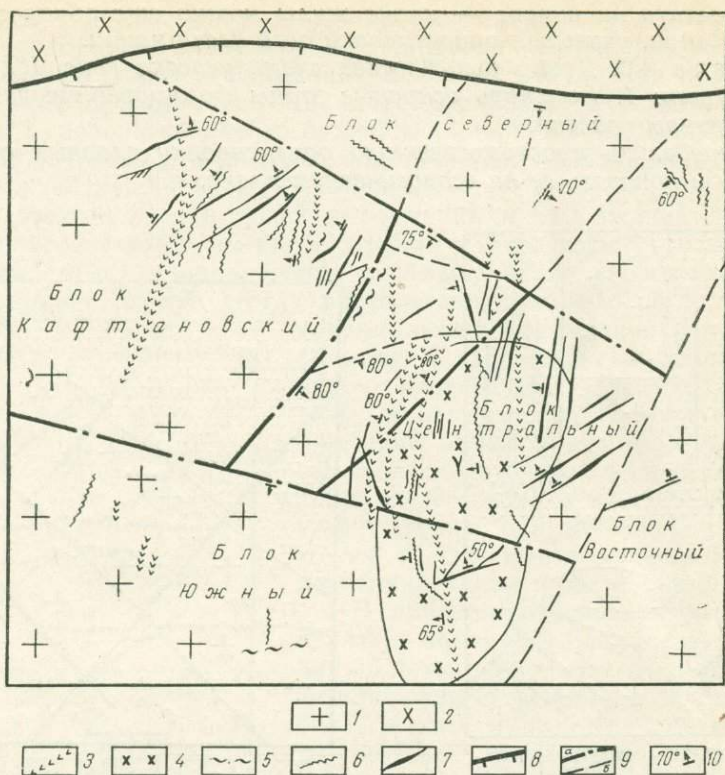 Блок северный
60°
60°
70°
60°
75°
Блок
Кафтановский
80°
80°
80°
80°
Блок
Центральный
Блок
Восточный
50°
Блок
Южный
65°
1 2
3 4 5 6 7 8 а б 9 70° 10